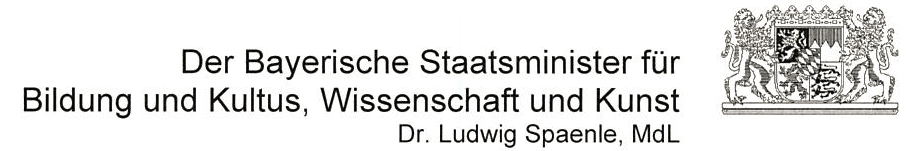 Der Bayerische Staatsminister für
Bildung und Kultus, Wissenschaft und Kunst
Dr. Ludwig Spaenle, MdL